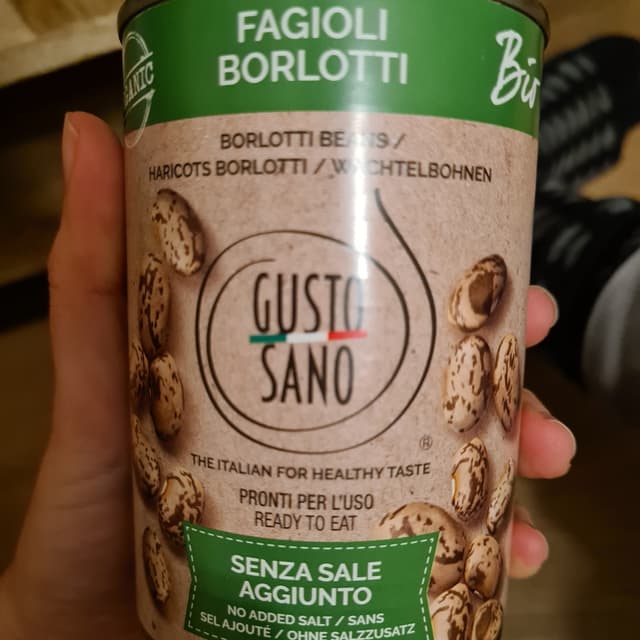 FAGIOLI
BORLOTTI
Bio
BORLOTTI BEANS /
HARICOTS BORLOTTI / WACHTELBOHNEN
GUSTO
SANO
®
THE ITALIAN FOR HEALTHY TASTE
PRONTI PER L'USO
READY TO EAT
SENZA SALE
AGGIUNTO
NO ADDED SALT / SANS
SEL AJOUTÉ / OHNE SALZZUSATZ